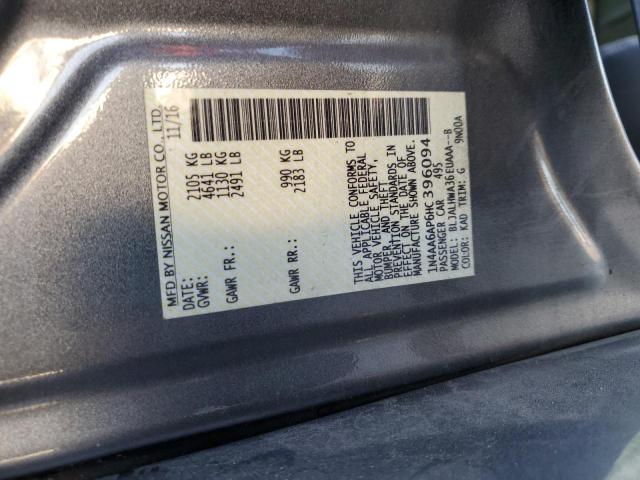 MFD BY NISSAN MOTOR CO., LTD.
DATE: 11/16
GVWR: 2105 KG
4641 LB
GAWR FR: 1130 KG
2491 LB
GAWR RR: 990 KG
2183 LB
THIS VEHICLE CONFORMS TO
ALL APPLICABLE FEDERAL
MOTOR VEHICLE SAFETY,
BUMPER, AND THEFT
PREVENTION STANDARDS IN
EFFECT ON THE DATE OF
MANUFACTURE SHOWN ABOVE.
1N4AA6AP6HC 396094
PASSENGER CAR 495
MODEL: BLJALHWA36EUAAA--B
COLOR: KAD TRIM: G 9N00A